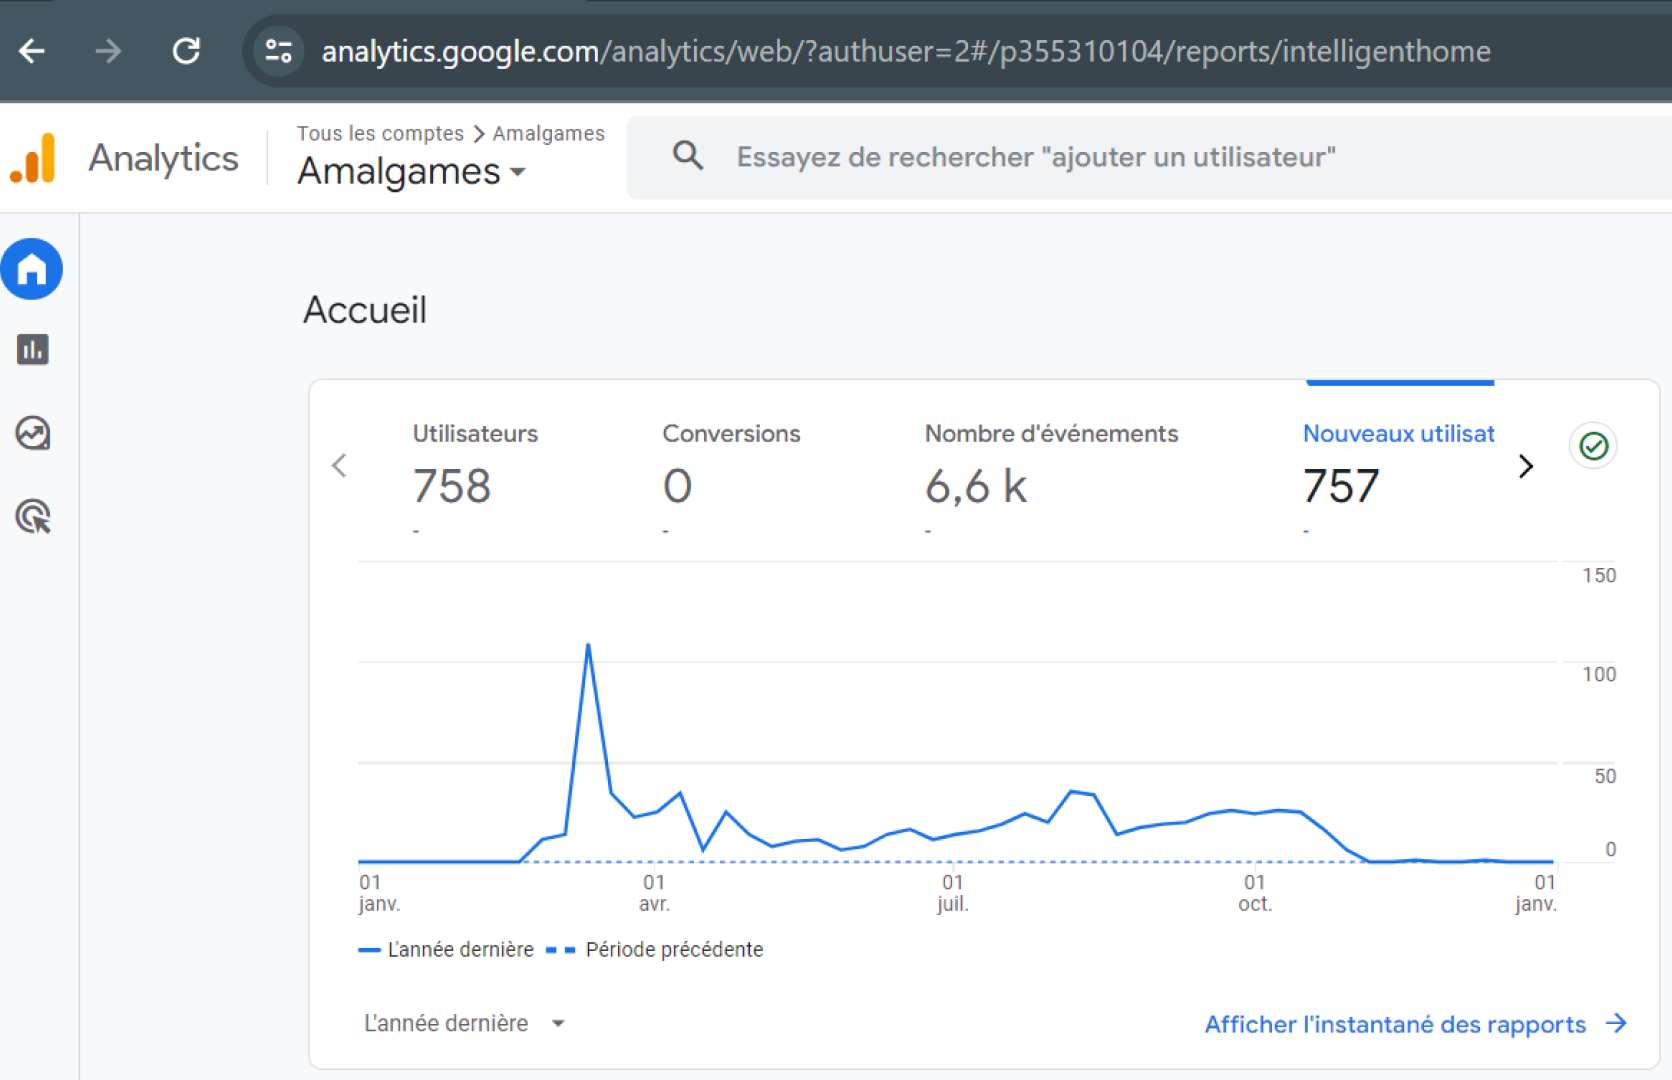 analytics.google.com/analytics/web/?authuser=2#/p355310104/reports/intelligenthome
Analytics
Tous les comptes > Amalgames
Amalgames
Essayez de rechercher "ajouter un utilisateur"
Accueil
Utilisateurs
758
-
Conversions
0
-
Nombre d'événements
6,6 k
-
Nouveaux utilisat
757
-
150
100
50
0
01 janv.
01 avr.
01 juil.
01 oct.
01 janv.
L'année dernière
Période précédente
L'année dernière
Afficher l'instantané des rapports